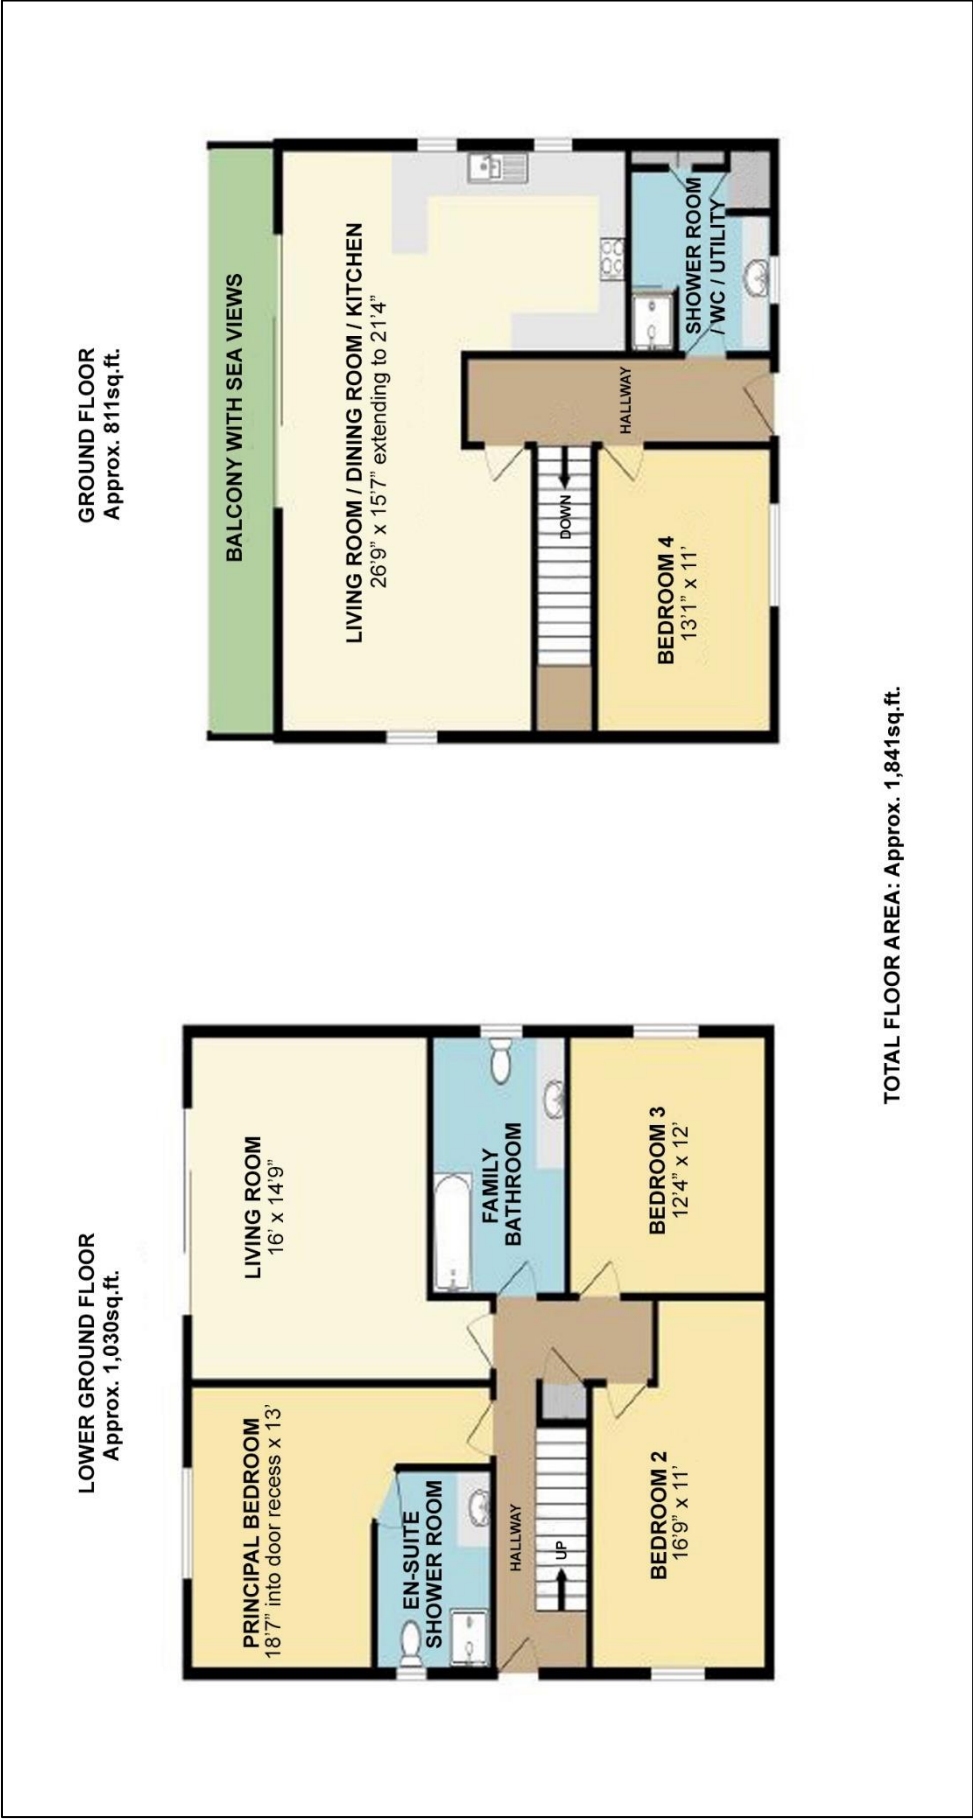 LOWER GROUND FLOOR
Approx. 1,030sq.ft.
PRINCIPAL BEDROOM
18'7" into door recess x 13'
LIVING ROOM
16' x 14'9"
EN-SUITE
SHOWER ROOM
FAMILY
BATHROOM
HALLWAY
UP
BEDROOM 2
16'9" x 11'
BEDROOM 3
12'4" x 12'
GROUND FLOOR
Approx. 811sq.ft.
BALCONY WITH SEA VIEWS
LIVING ROOM / DINING ROOM / KITCHEN
26'9" x 15'7" extending to 21'4"
DOWN
HALLWAY
BEDROOM 4
13'1" x 11'
SHOWER ROOM
/ WC / UTILITY
TOTAL FLOOR AREA: Approx. 1,841sq.ft.